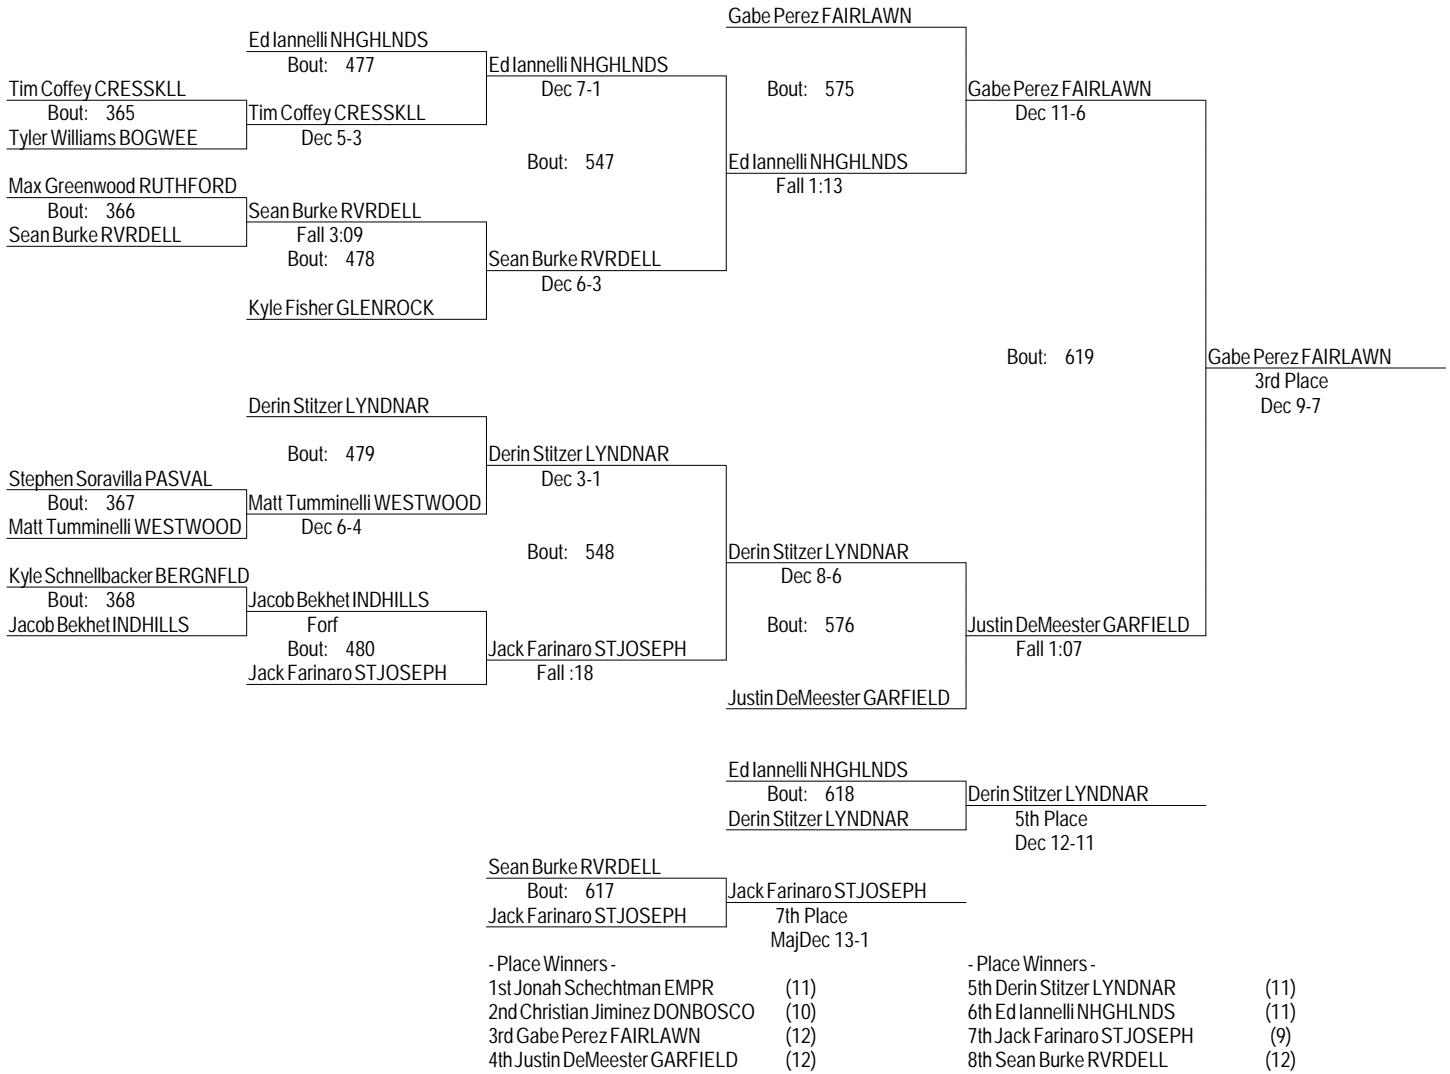 Gabe Perez FAIRLAWN
Ed Iannelli NHGHLNDS
Bout: 477
Ed Iannelli NHGHLNDS
Tim Coffey CRESSKLL
Dec 7-1
Bout: 575
Gabe Perez FAIRLAWN
Bout: 365
Tim Coffey CRESSKLL
Dec 11-6
Tyler Williams BOGWEE
Dec 5-3
Bout: 547
Ed Iannelli NHGHLNDS
Max Greenwood RUTHFORD
Fall 1:13
Bout: 366
Sean Burke RVRDELL
Sean Burke RVRDELL
Fall 3:09
Bout: 478
Sean Burke RVRDELL
Dec 6-3
Kyle Fisher GLENROCK
Bout: 619
Gabe Perez FAIRLAWN
3rd Place
Derin Stitzer LYNDNAR
Dec 9-7
Bout: 479
Derin Stitzer LYNDNAR
Stephen Soravilla PASVAL
Dec 3-1
Bout: 367
Matt Tumminelli WESTWOOD
Matt Tumminelli WESTWOOD
Dec 6-4
Bout: 548
Derin Stitzer LYNDNAR
Kyle Schnellbacker BERGNFLD
Dec 8-6
Bout: 368
Jacob Bekhet INDHILLS
Jacob Bekhet INDHILLS
Forf
Bout: 576
Justin DeMeester GARFIELD
Bout: 480
Jack Farinaro STJOSEPH
Fall 1:07
Jack Farinaro STJOSEPH
Fall :18
Justin DeMeester GARFIELD
Ed Iannelli NHGHLNDS
Bout: 618
Derin Stitzer LYNDNAR
Derin Stitzer LYNDNAR
5th Place
Dec 12-11
Sean Burke RVRDELL
Bout: 617
Jack Farinaro STJOSEPH
Jack Farinaro STJOSEPH
7th Place
MajDec 13-1
- Place Winners -
1st Jonah Schechtman EMPR (11)
2nd Christian Jiminez DONBOSCO (10)
3rd Gabe Perez FAIRLAWN (12)
4th Justin DeMeester GARFIELD (12)
- Place Winners -
5th Derin Stitzer LYNDNAR (11)
6th Ed Iannelli NHGHLNDS (11)
7th Jack Farinaro STJOSEPH (9)
8th Sean Burke RVRDELL (12)